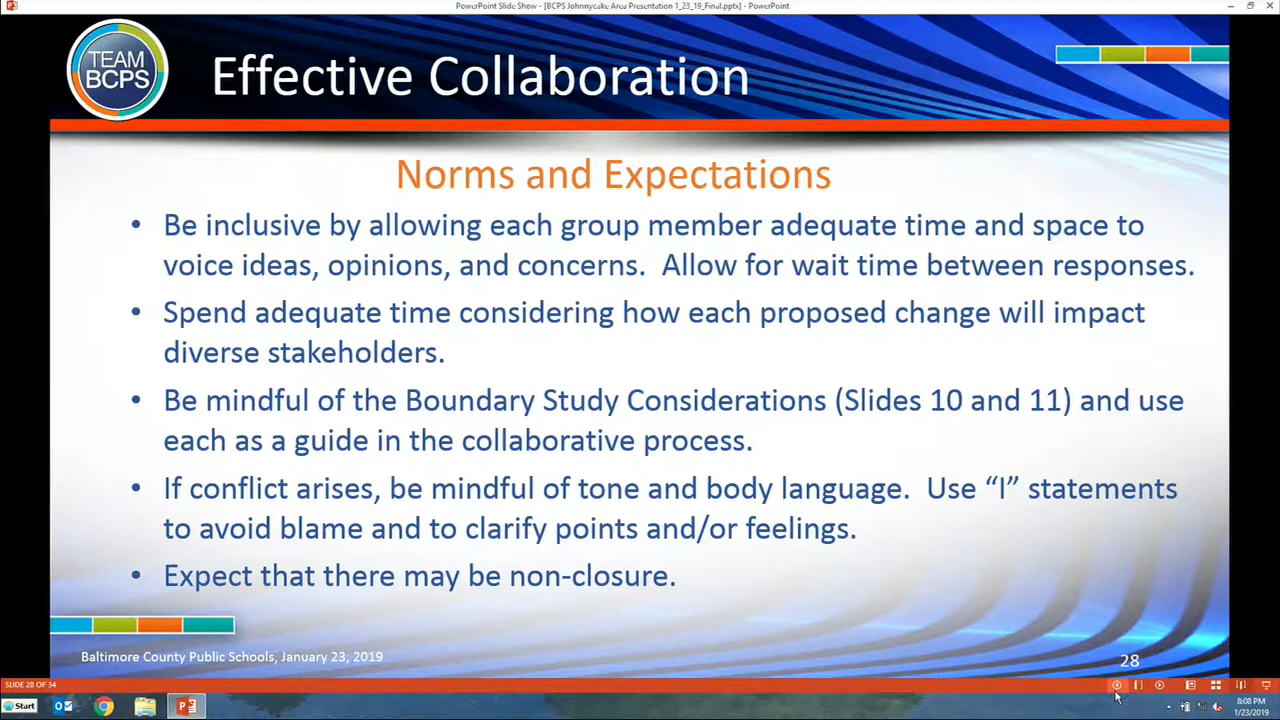 PowerPoint Slide Show - [BCPS Johnnycake Area Presentation 1_23_19_Final.pptx] - PowerPoint
TEAM
BCPS
Effective Collaboration
Norms and Expectations
• Be inclusive by allowing each group member adequate time and space to
voice ideas, opinions, and concerns.  Allow for wait time between responses.
• Spend adequate time considering how each proposed change will impact
diverse stakeholders.
• Be mindful of the Boundary Study Considerations (Slides 10 and 11) and use
each as a guide in the collaborative process.
• If conflict arises, be mindful of tone and body language.  Use “I” statements
to avoid blame and to clarify points and/or feelings.
• Expect that there may be non-closure.
Baltimore County Public Schools, January 23, 2019
28
SLIDE 28 OF 34
Start
8:08 PM
1/23/2019